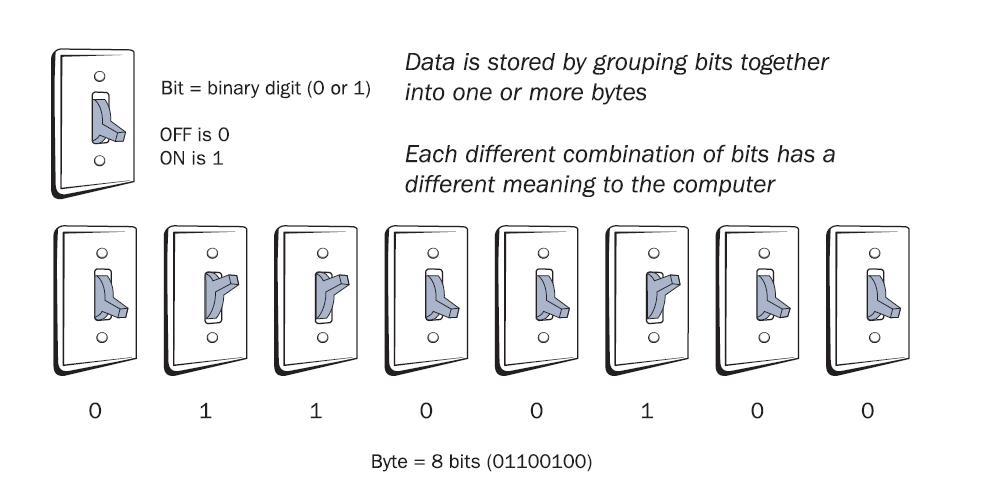 Bit = binary digit (0 or 1)
OFF is 0
ON is 1
Data is stored by grouping bits together
into one or more bytes
Each different combination of bits has a
different meaning to the computer
0 1 1 0 0 1 0 0
Byte = 8 bits (01100100)